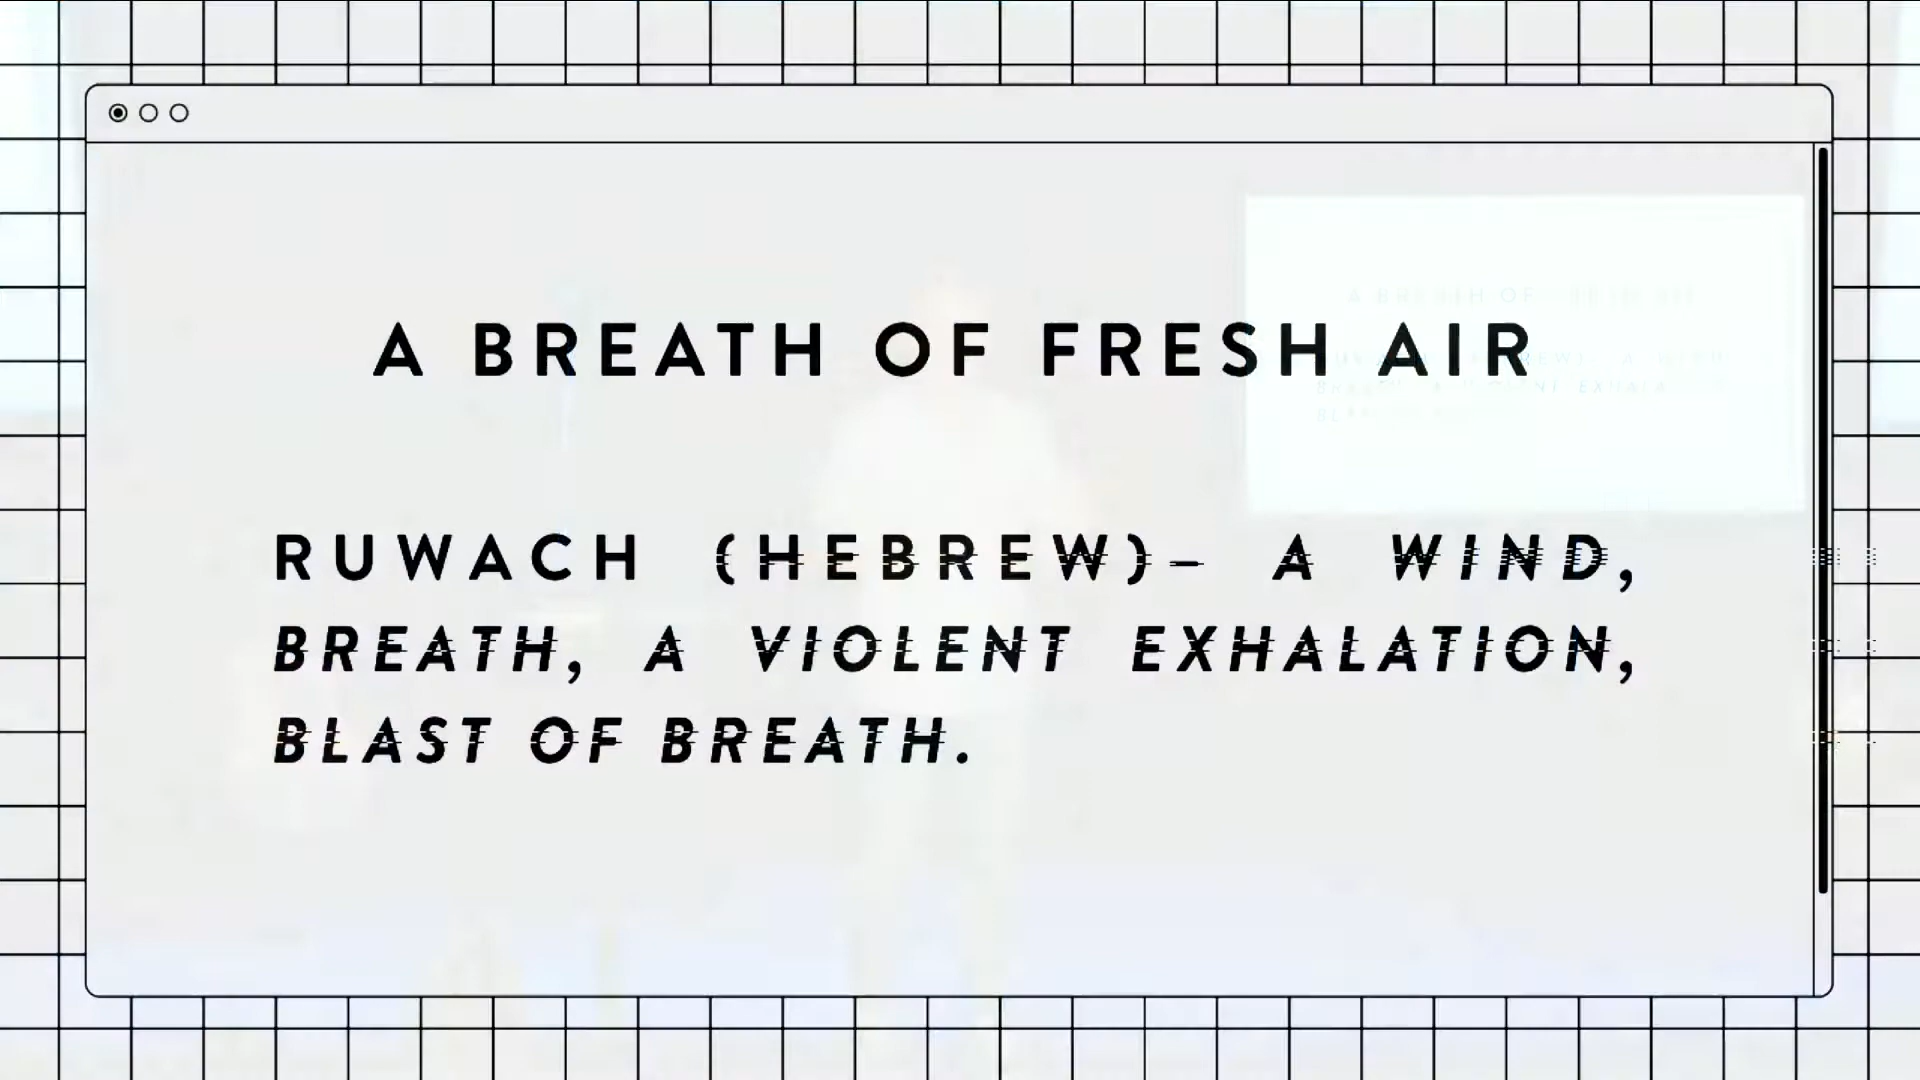 A BREATH OF FRESH AIR
RUWACH (HEBREW)– A WIND,
BREATH, A VIOLENT EXHALATION,
BLAST OF BREATH.